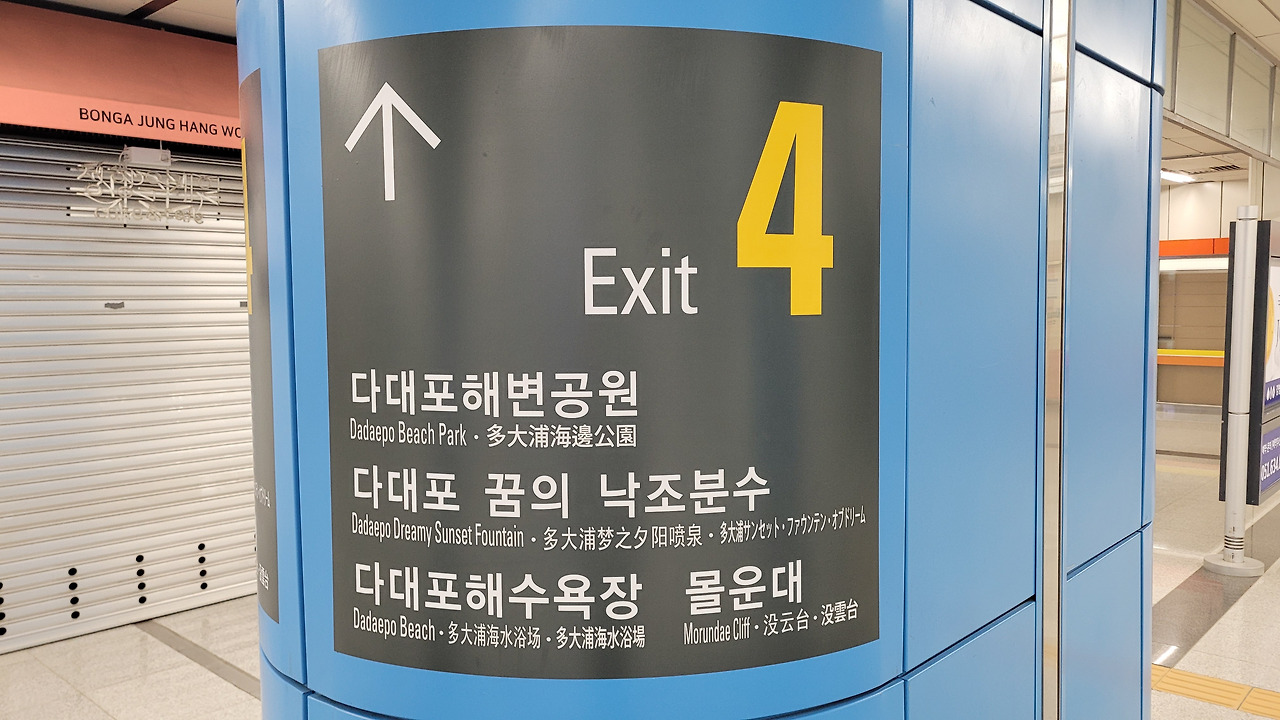 BONGA JUNG HANG WO
Exit 4
다대포해변공원
Dadaepo Beach Park · 多大浦海邊公園
다대포 꿈의 낙조분수
Dadaepo Dreamy Sunset Fountain · 多大浦梦之夕阳喷泉 · 多大浦サンセット・ファウンテン・オブドリーム
다대포해수욕장 몰운대
Dadaepo Beach · 多大浦海水浴场 · 多大浦海水浴場 Morundae Cliff · 没云台 · 没雲台